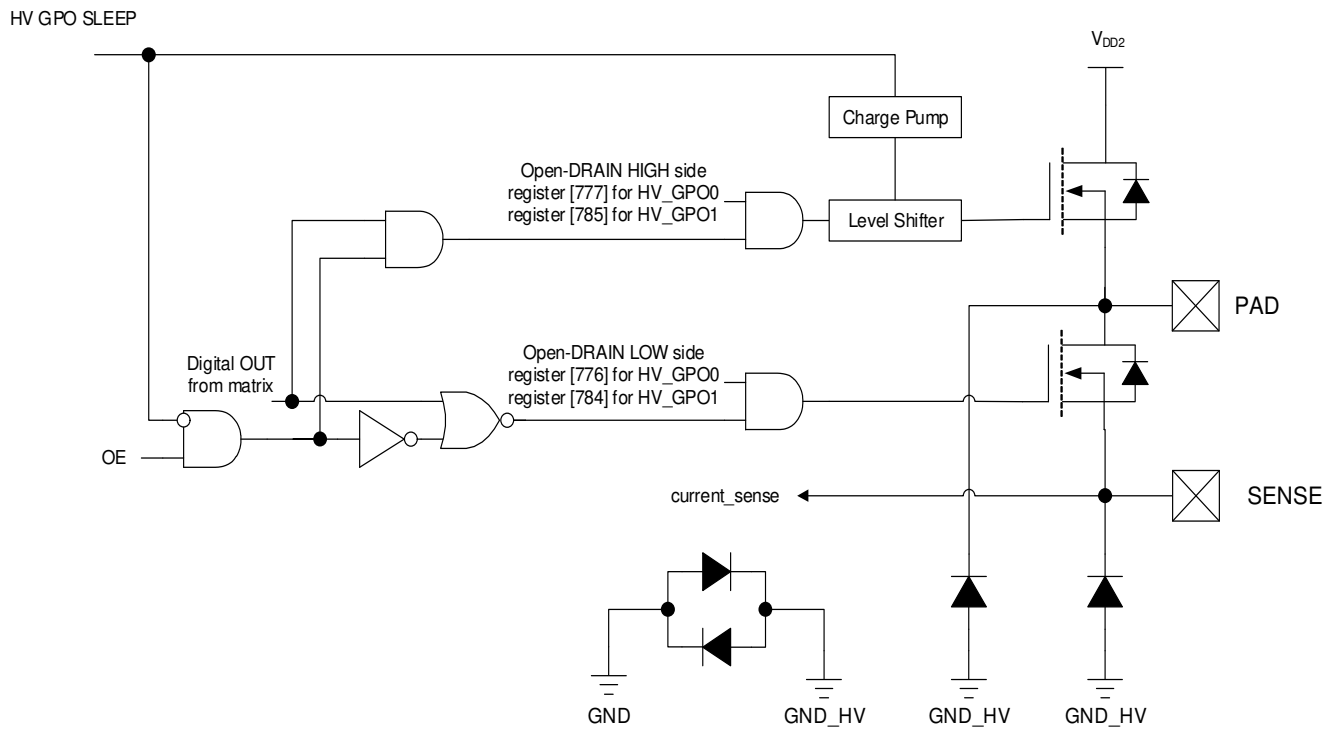 HV GPO SLEEP
VDD2
Charge Pump
Open-DRAIN HIGH side
register [777] for HV_GPO0
register [785] for HV_GPO1
Level Shifter
PAD
Digital OUT
from matrix
Open-DRAIN LOW side
register [776] for HV_GPO0
register [784] for HV_GPO1
OE
current_sense
SENSE
GND
GND_HV
GND_HV
GND_HV